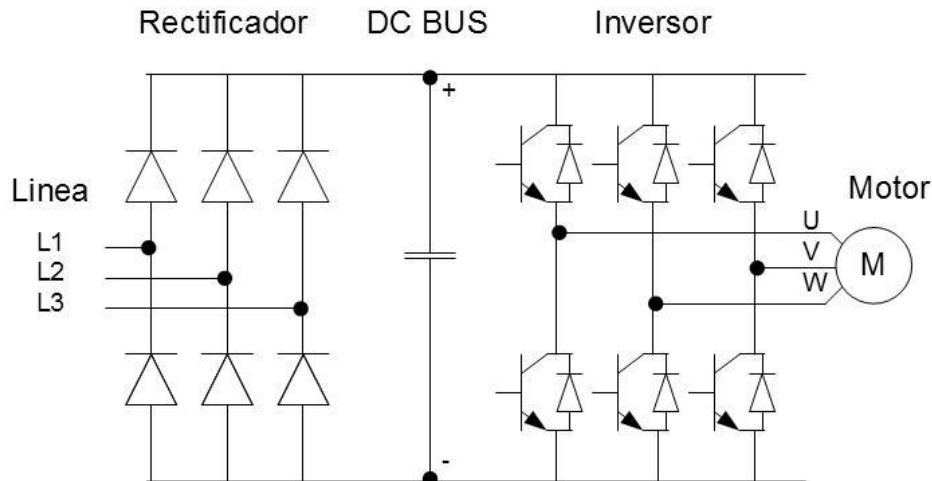 Rectificador DC BUS Inversor
+
Linea
Motor
L1
U
L2
V
M
L3
W
-